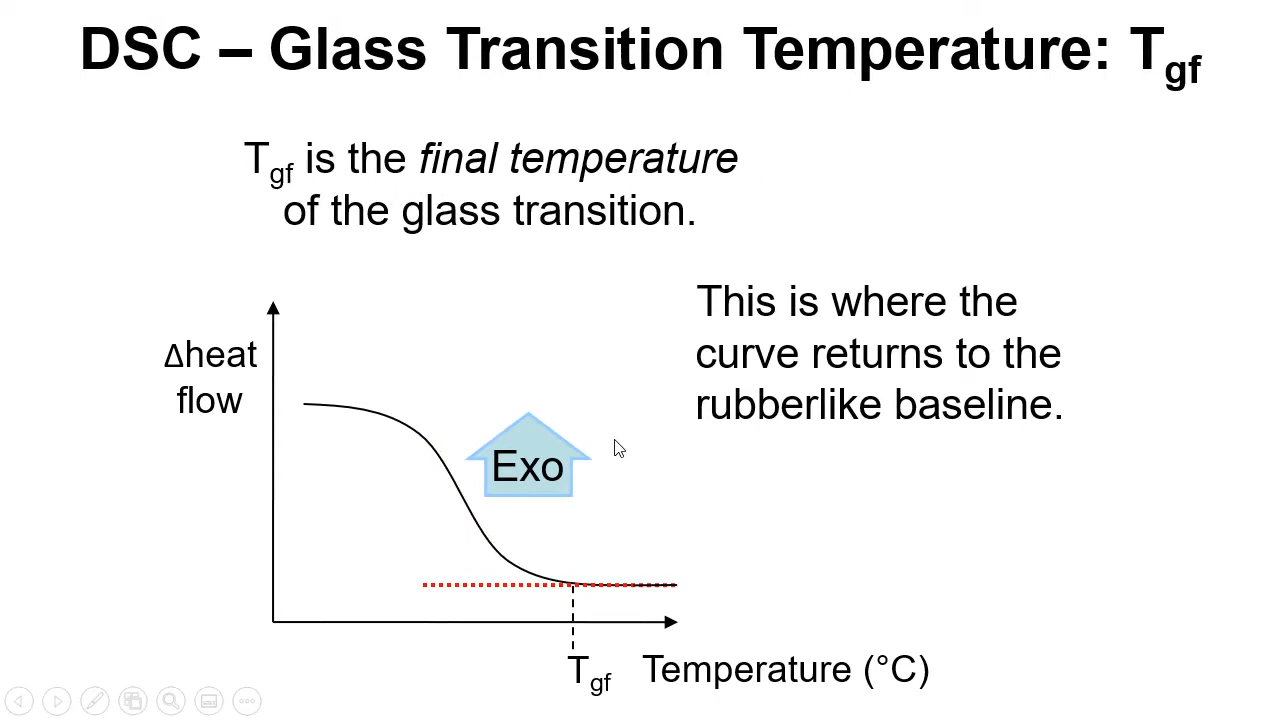 DSC – Glass Transition Temperature: Tgf
Tgf is the final temperature
of the glass transition.
This is where the
curve returns to the
rubberlike baseline.
Δheat
flow
Exo
Tgf
Temperature (°C)